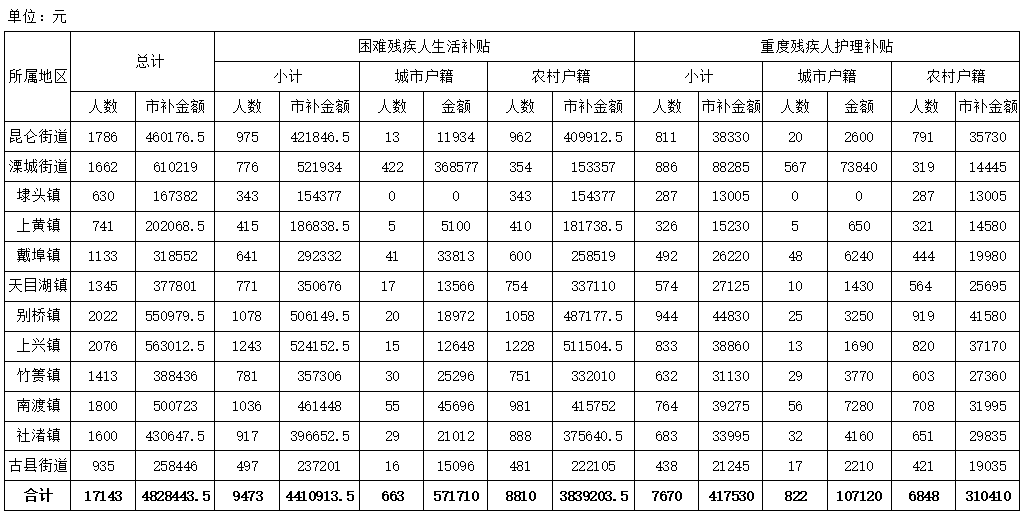 单位：元
所属地区 总计 困难残疾人生活补贴 重度残疾人护理补贴
小计 城市户籍 农村户籍 小计 城市户籍 农村户籍
人数 市补金额 人数 市补金额 人数 金额 人数 市补金额 人数 市补金额 人数 金额 人数 市补金额
昆仑街道 1786 460176.5 975 421846.5 13 11934 962 409912.5 811 38330 20 2600 791 35730
溧城街道 1662 610219 776 521934 422 368577 354 153357 886 88285 567 73840 319 14445
埭头镇 630 167382 343 154377 0 0 343 154377 287 13005 0 0 287 13005
上黄镇 741 202068.5 415 186838.5 5 5100 410 181738.5 326 15230 5 650 321 14580
戴埠镇 1133 318552 641 292332 41 33813 600 258519 492 26220 48 6240 444 19980
天目湖镇 1345 377801 771 350676 17 13566 754 337110 574 27125 10 1430 564 25695
别桥镇 2022 550979.5 1078 506149.5 20 18972 1058 487177.5 944 44830 25 3250 919 41580
上兴镇 2076 563012.5 1243 524152.5 15 12648 1228 511504.5 833 38860 13 1690 820 37170
竹箦镇 1413 388436 781 357306 30 25296 751 332010 632 31130 29 3770 603 27360
南渡镇 1800 500723 1036 461448 55 45696 981 415752 764 39275 56 7280 708 31995
社渚镇 1600 430647.5 917 396652.5 29 21012 888 375640.5 683 33995 32 4160 651 29835
古县街道 935 258446 497 237201 16 15096 481 222105 438 21245 17 2210 421 19035
合计 17143 4828443.5 9473 4410913.5 663 571710 8810 3839203.5 7670 417530 822 107120 6848 310410